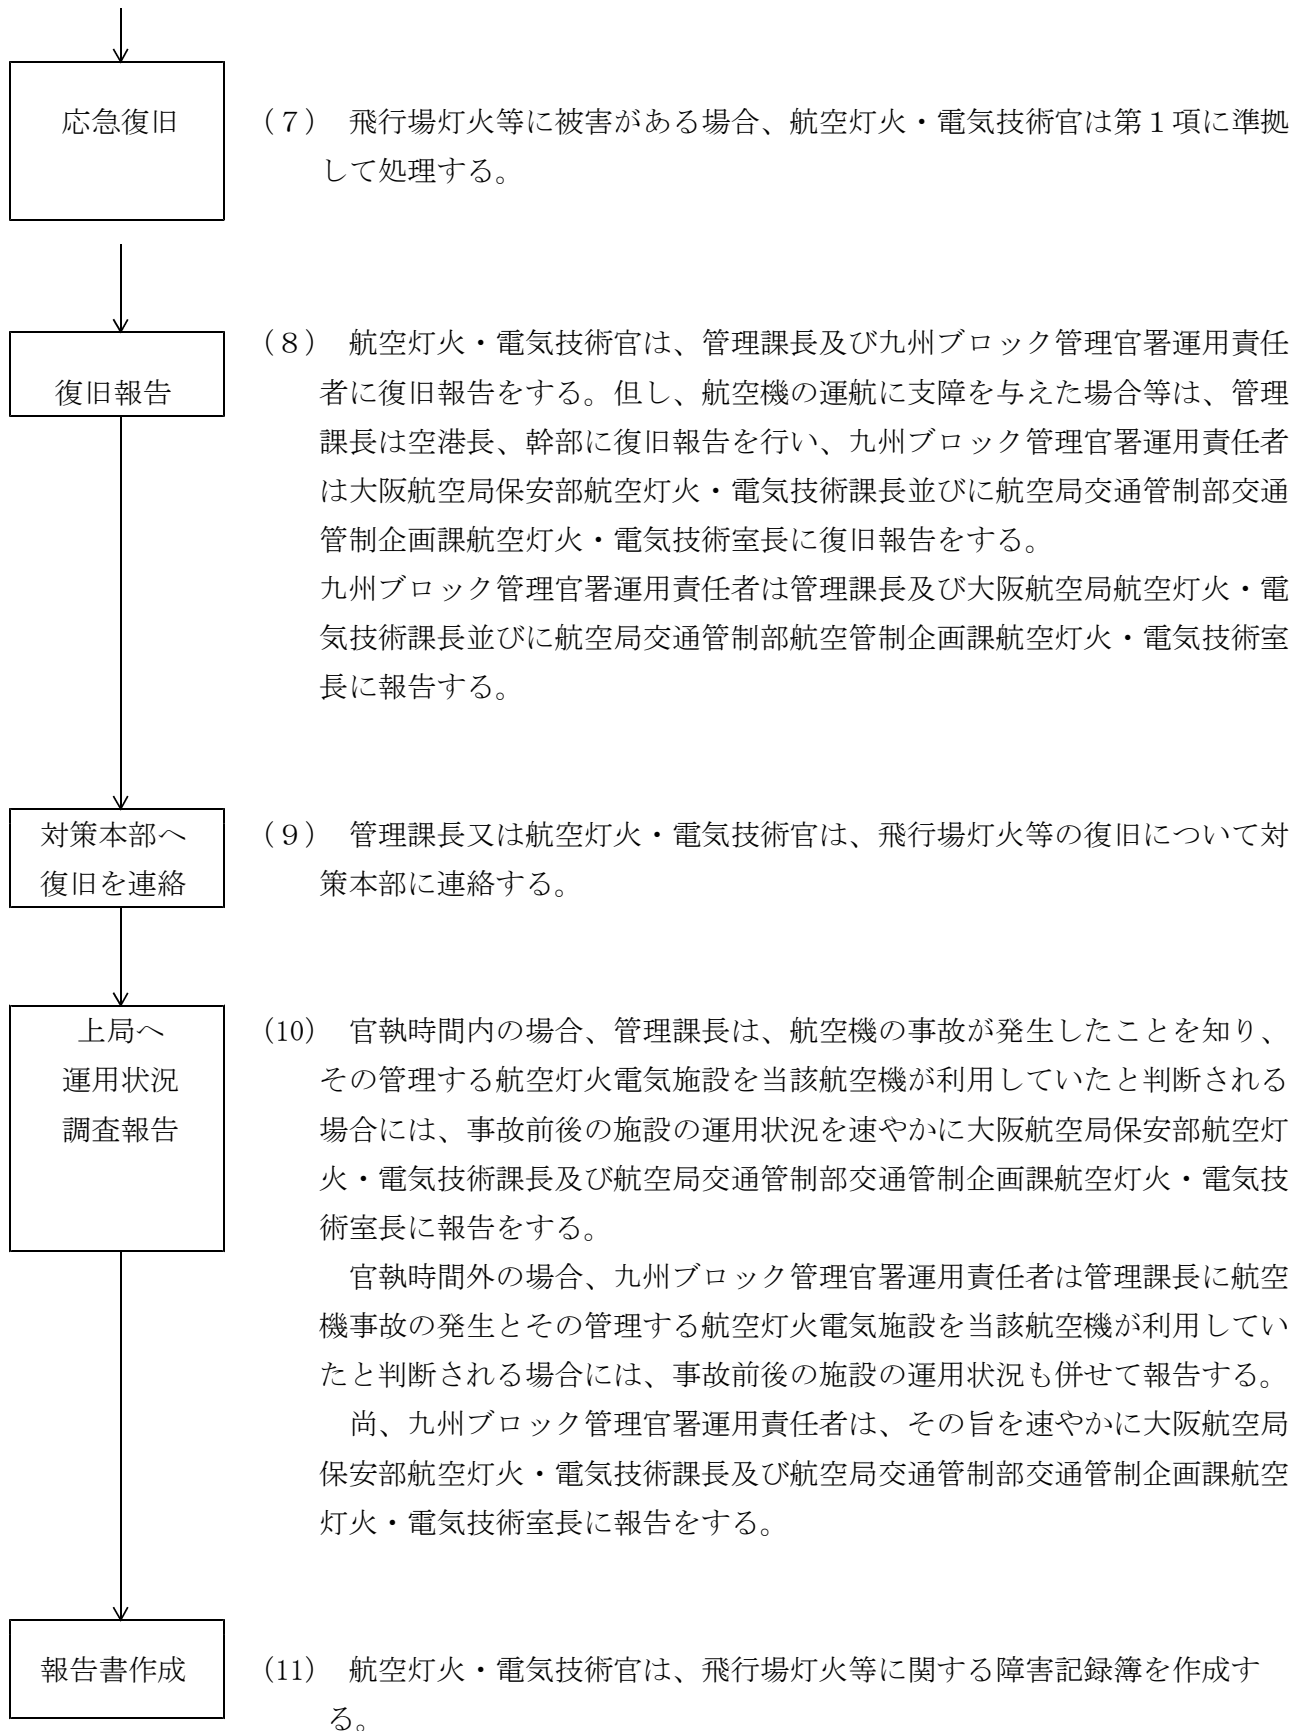 応急復旧
(7) 飛行場灯火等に被害がある場合、航空灯火・電気技術官は第1項に準拠
して処理する。
復旧報告
(8) 航空灯火・電気技術官は、管理課長及び九州ブロック管理官署運用責任
者に復旧報告をする。但し、航空機の運航に支障を与えた場合等は、管理
課長は空港長、幹部に復旧報告を行い、九州ブロック管理官署運用責任者
は大阪航空局保安部航空灯火・電気技術課長並びに航空局交通管制部交通
管制企画課航空灯火・電気技術室長に復旧報告をする。
九州ブロック管理官署運用責任者は管理課長及び大阪航空局航空灯火・電
気技術課長並びに航空局交通管制部航空管制企画課航空灯火・電気技術室
長に報告する。
対策本部へ
復旧を連絡
(9) 管理課長又は航空灯火・電気技術官は、飛行場灯火等の復旧について対
策本部に連絡する。
上局へ
運用状況
調査報告
(10) 官執時間内の場合、管理課長は、航空機の事故が発生したことを知り、
その管理する航空灯火電気施設を当該航空機が利用していたと判断される
場合には、事故前後の施設の運用状況を速やかに大阪航空局保安部航空灯
火・電気技術課長及び航空局交通管制部交通管制企画課航空灯火・電気技
術室長に報告をする。
官執時間外の場合、九州ブロック管理官署運用責任者は管理課長に航空
機事故の発生とその管理する航空灯火電気施設を当該航空機が利用してい
たと判断される場合には、事故前後の施設の運用状況も併せて報告する。
尚、九州ブロック管理官署運用責任者は、その旨を速やかに大阪航空局
保安部航空灯火・電気技術課長及び航空局交通管制部交通管制企画課航空
灯火・電気技術室長に報告をする。
報告書作成
(11) 航空灯火・電気技術官は、飛行場灯火等に関する障害記録簿を作成す
る。